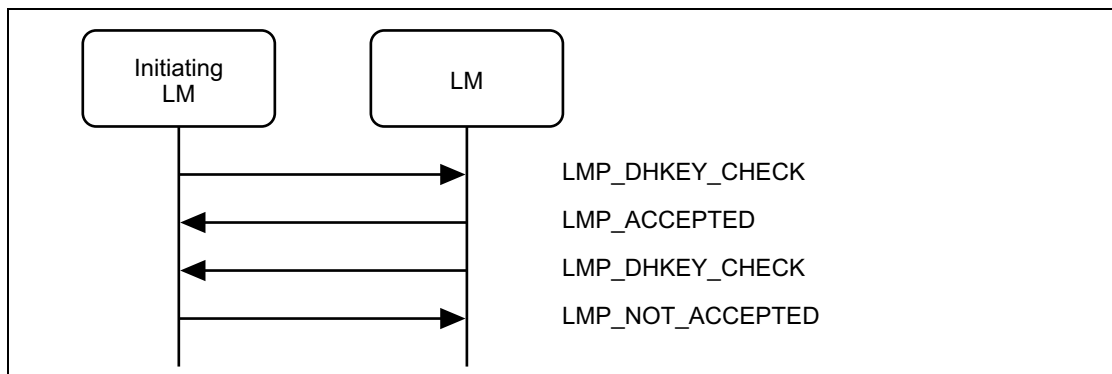 Initiating
LM
LM
LMP_DHKEY_CHECK
LMP_ACCEPTED
LMP_DHKEY_CHECK
LMP_NOT_ACCEPTED